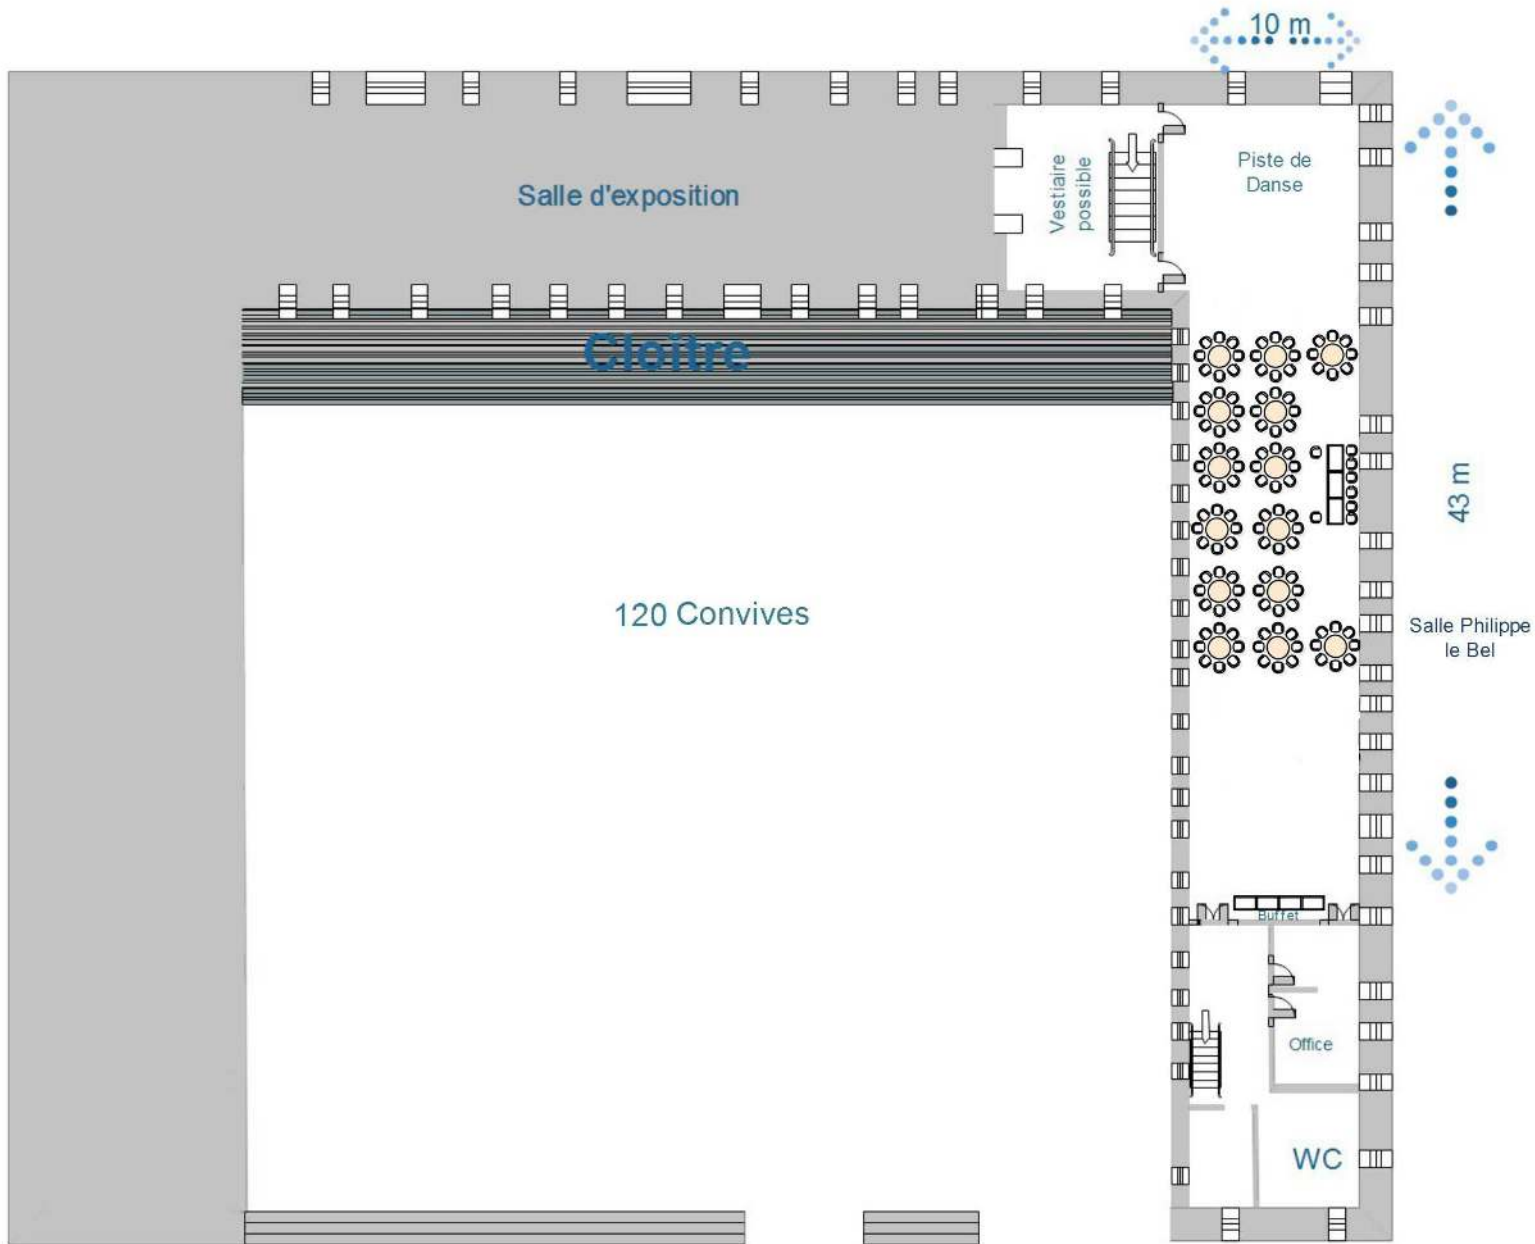 10 m
Piste de
Danse
Vestiaire
possible
Salle d'exposition
Cloître
43 m
120 Convives
Salle Philippe
le Bel
Buffet
Office
WC